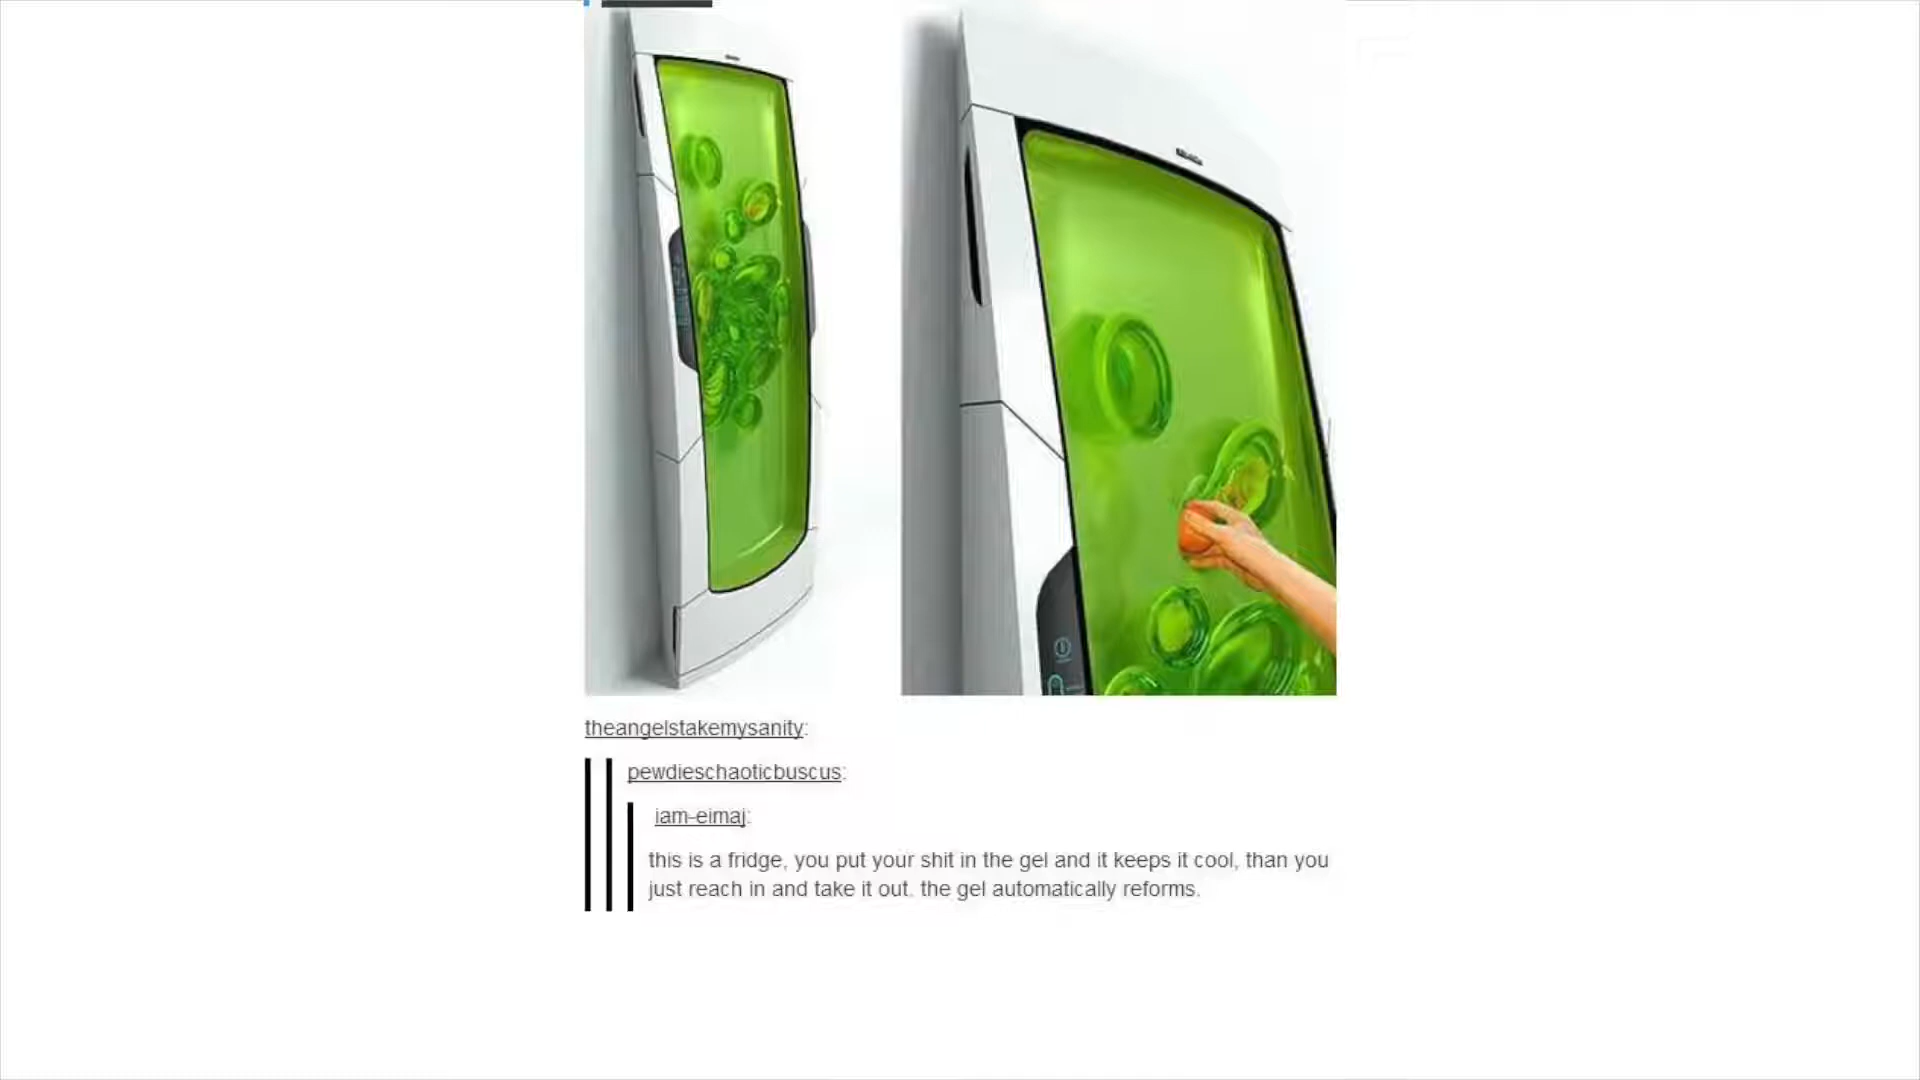 theangelstakemysanity:
pewdieschaoticbuscus:
iam-eimaj:
this is a fridge, you put your shit in the gel and it keeps it cool, than you
just reach in and take it out. the gel automatically reforms.